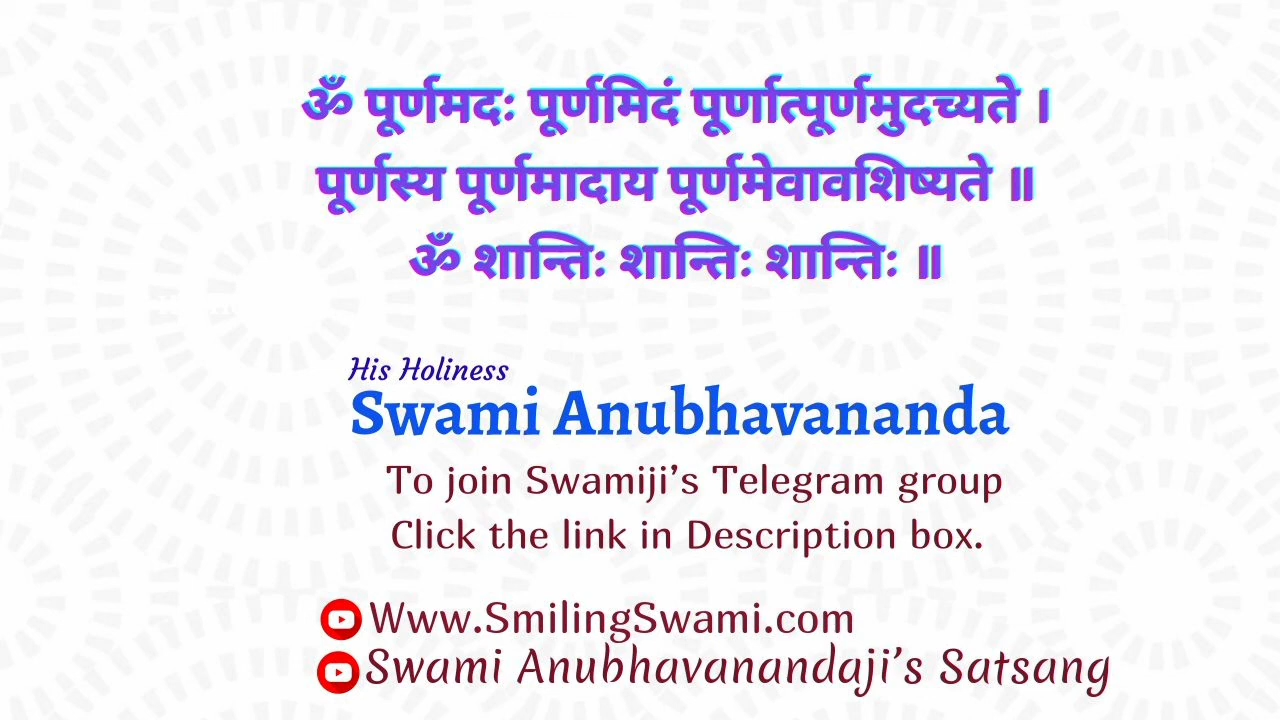 ॐ पूर्णमदः पूर्णमिदं पूर्णात्पूर्णमुदच्यते ।
पूर्णस्य पूर्णमादाय पूर्णमेवावशिष्यते ॥
ॐ शान्तिः शान्तिः शान्तिः ॥
His Holiness
Swami Anubhavananda
To join Swamiji’s Telegram group
Click the link in Description box.
Www.SmilingSwami.com
Swami Anubhavanandaji’s Satsang